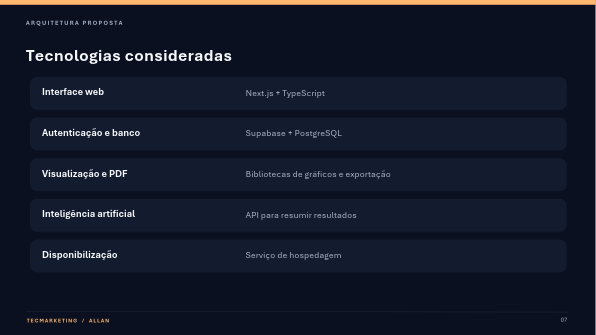 ARQUITETURA PROPOSTA
Tecnologias consideradas
Interface web
Next.js + TypeScript
Autenticação e banco
Supabase + PostgreSQL
Visualização e PDF
Bibliotecas de gráficos e exportação
Inteligência artificial
API para resumir resultados
Disponibilização
Serviço de hospedagem
TECMARKETING / ALLAN
07